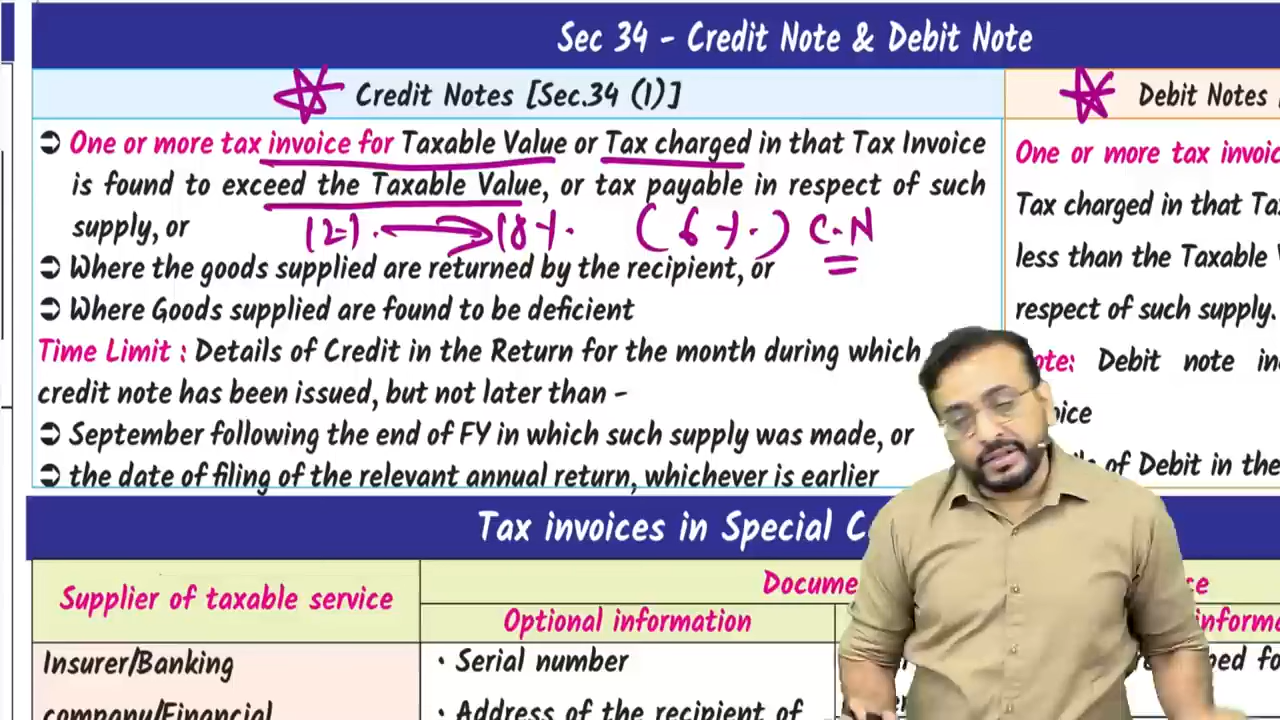 Sec 34 - Credit Note & Debit Note
Credit Notes [Sec.34 (1)]
➲ One or more tax invoice for Taxable Value or Tax charged in that Tax Invoice
is found to exceed the Taxable Value, or tax payable in respect of such
supply, or
12%. 18%. (6%.) C.N
➲ Where the goods supplied are returned by the recipient, or
➲ Where Goods supplied are found to be deficient
Time Limit : Details of Credit in the Return for the month during which
credit note has been issued, but not later than -
➲ September following the end of FY in which such supply was made, or
➲ the date of filing of the relevant annual return, whichever is earlier
Debit Notes
One or more tax
Tax charged in that
less than the Taxable
respect of such supply.
Debit note
of Debit in the
Tax invoices in Special
Supplier of taxable service
Optional information
Insurer/Banking
company/Financial
• Serial number
• Address of the recipient of